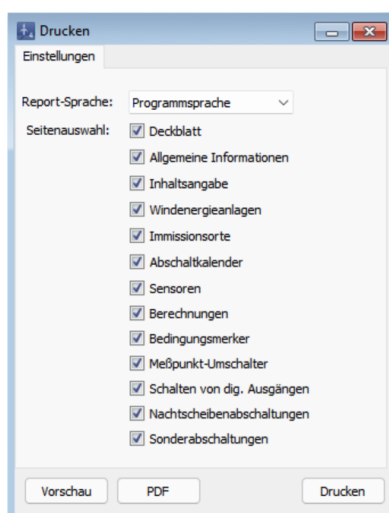 Drucken
Einstellungen
Report-Sprache: Programmsprache
Seitenauswahl: Deckblatt
Allgemeine Informationen
Inhaltsangabe
Windenergieanlagen
Immissionsorte
Abschaltkalender
Sensoren
Berechnungen
Bedingungsmerker
Meßpunkt-Umschalter
Schalten von dig. Ausgängen
Nachtscheibenabschaltungen
Sonderabschaltungen
Vorschau PDF Drucken